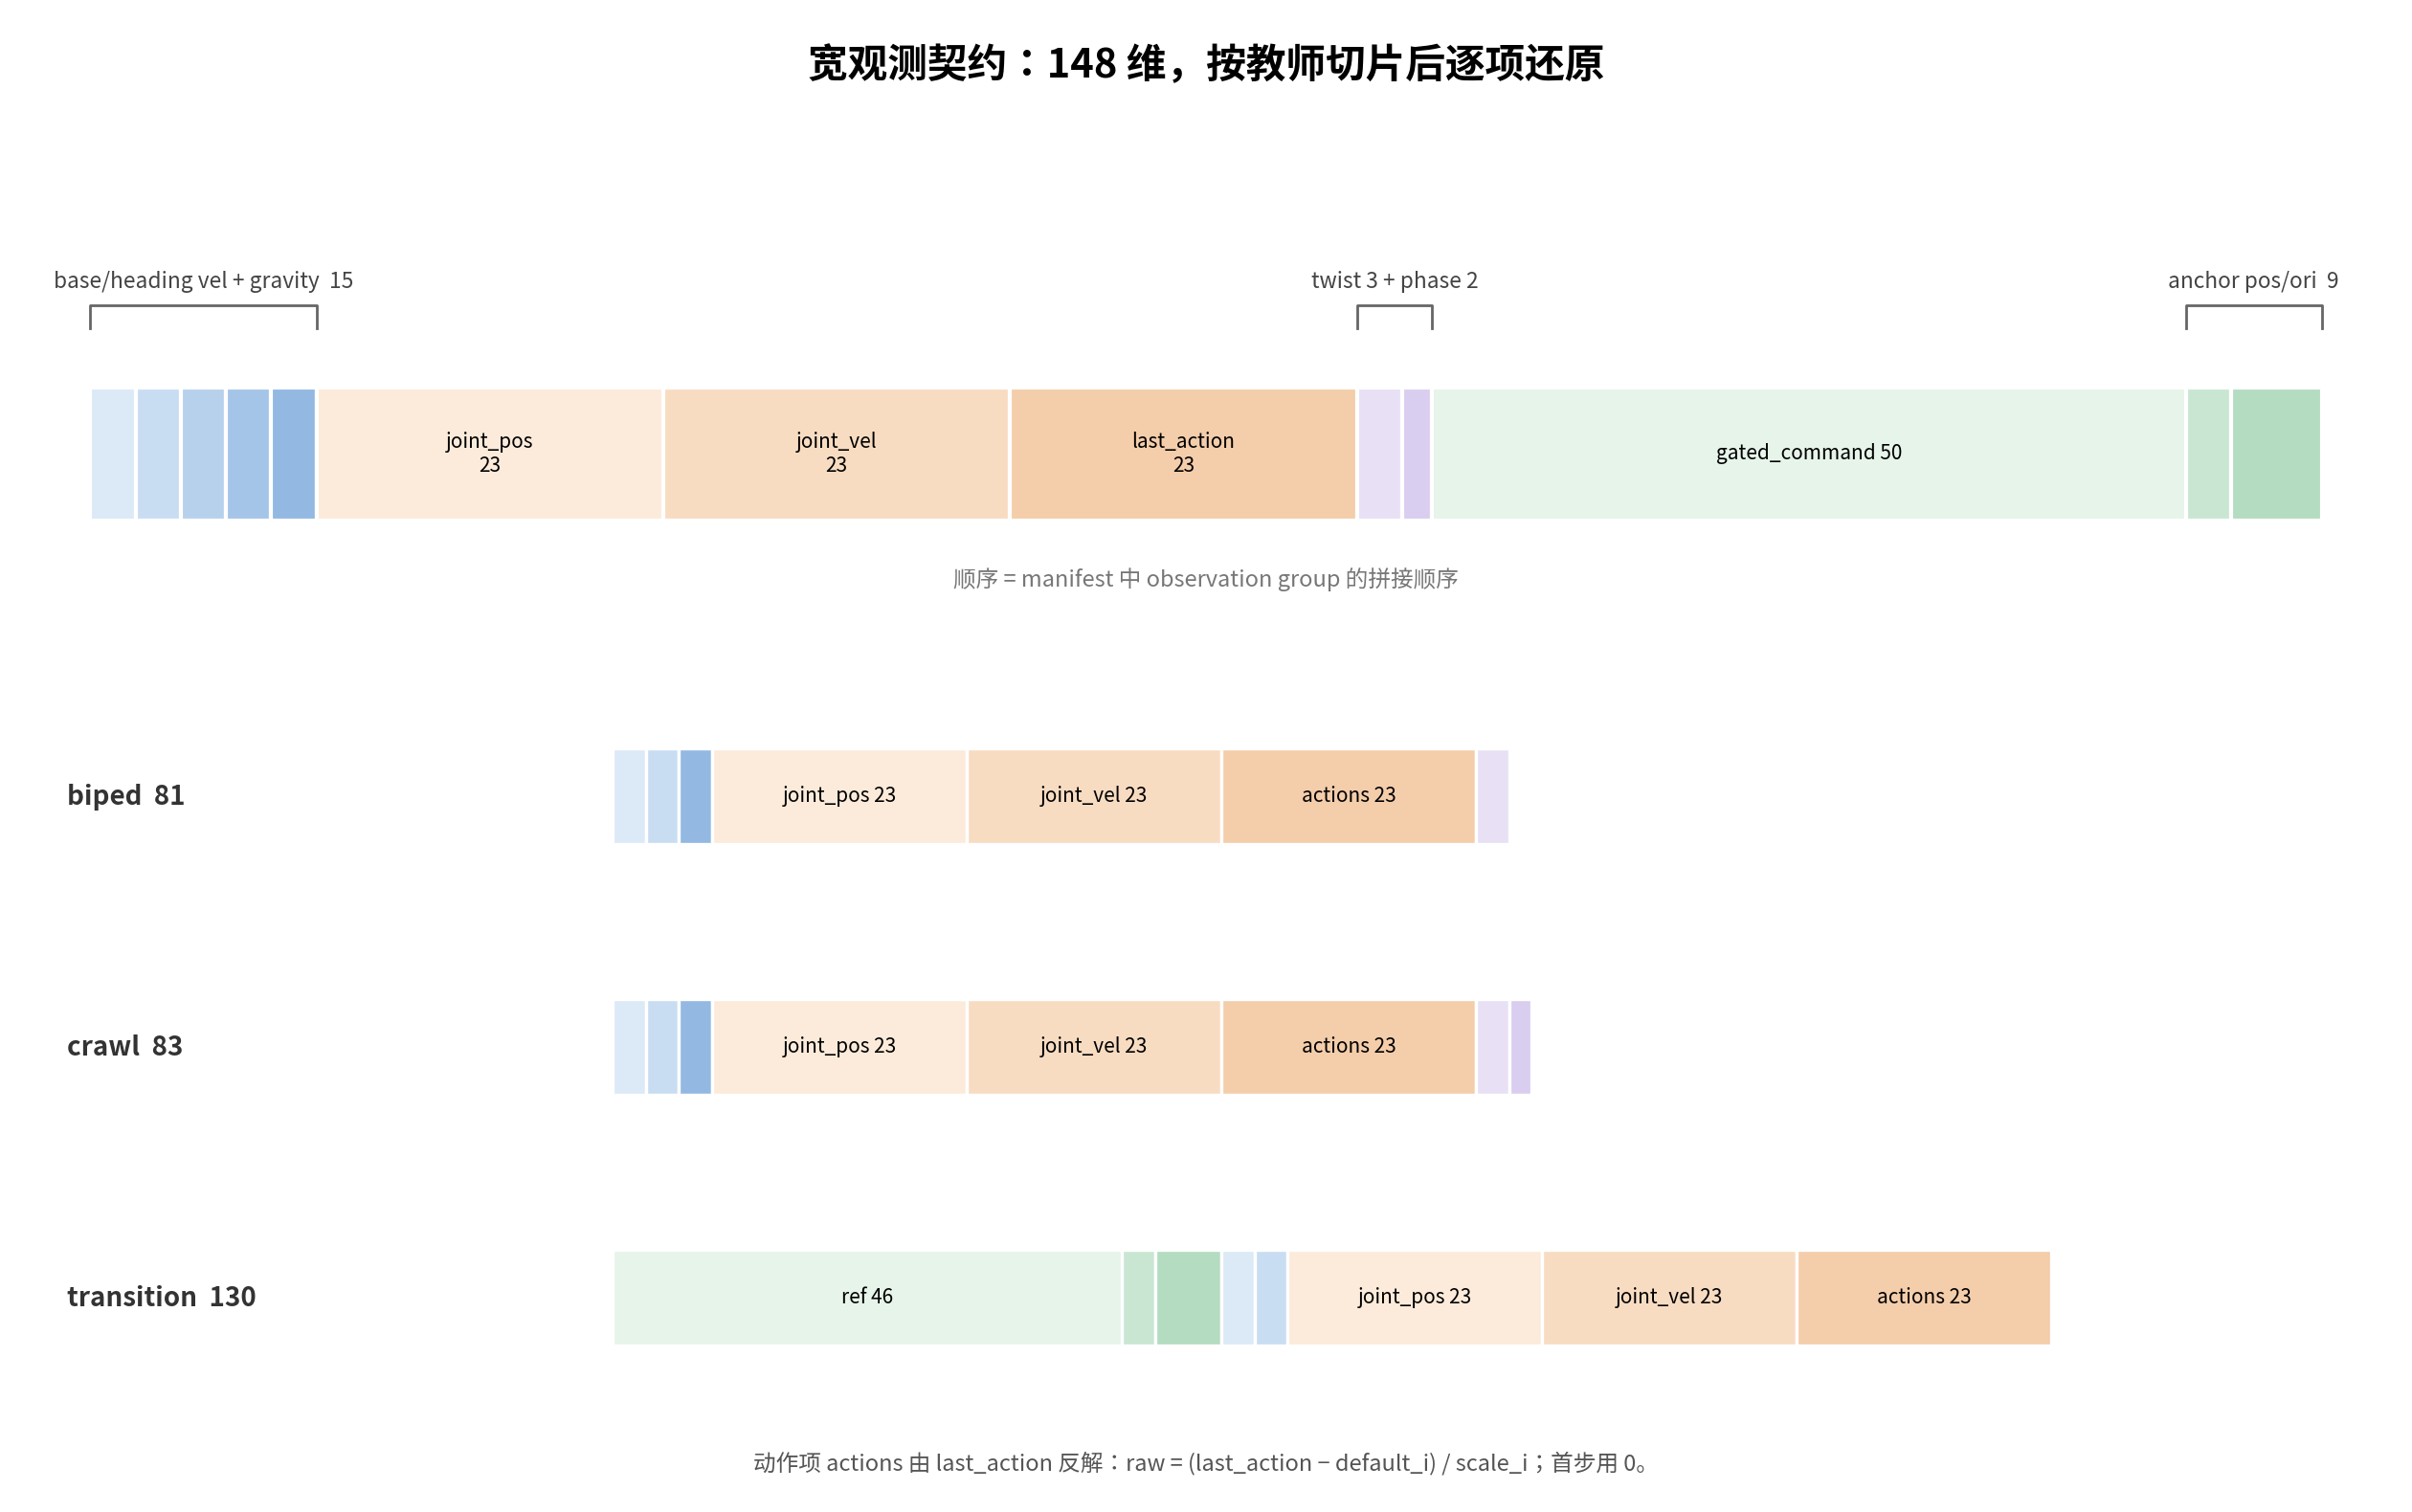 宽观测契约：148 维，按教师切片后逐项还原
base/heading vel + gravity 15
twist 3 + phase 2
anchor pos/ori 9
joint_pos
23
joint_vel
23
last_action
23
gated_command 50
顺序 = manifest 中 observation group 的拼接顺序
biped 81
joint_pos 23
joint_vel 23
actions 23
crawl 83
joint_pos 23
joint_vel 23
actions 23
transition 130
ref 46
joint_pos 23
joint_vel 23
actions 23
动作项 actions 由 last_action 反解：raw = (last_action − default_i) / scale_i；首步用 0。